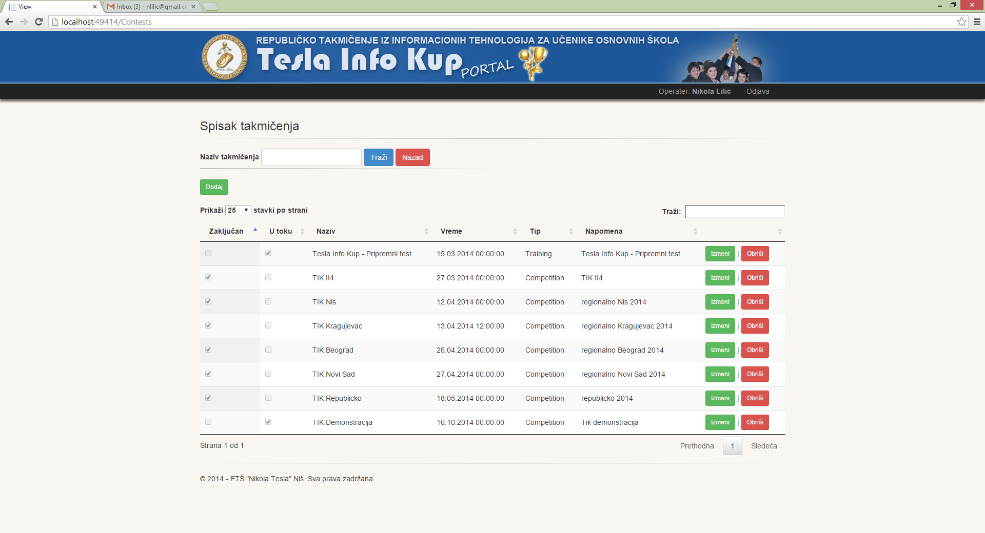 View
Inbox (3) - nlilic@gmail.c
localhost:49414/Contests
REPUBLIČKO TAKMIČENJE IZ INFORMACIONIH TEHNOLOGIJA ZA UČENIKE OSNOVNIH ŠKOLA
Tesla Info Kup
PORTAL
Operater, Nikola Lilic Odjava
Spisak takmičenja
Naziv takmičenja Traži Nazad
Dodaj
Prikaži 25 stavki po strani Traži:
Zaključan U toku Naziv Vreme Tip Napomena
Tesla Info Kup - Pripremni test 15.03.2014 00:00:00 Training Tesla Info Kup - Pripremni test Izmeni | Obriši
TIK II4 27.03.2014 00:00:00 Competition TIK II4 Izmeni | Obriši
TIK Nis 12.04.2014 00:00:00 Competition regionalno Nis 2014 Izmeni | Obriši
TIK Kragujevac 13.04.2014 12:00:00 Competition regionalno Kragujevac 2014 Izmeni | Obriši
TIK Beograd 26.04.2014 00:00:00 Competition regionalno Beograd 2014 Izmeni | Obriši
TIK Novi Sad 27.04.2014 00:00:00 Competition regionalno Novi Sad 2014 Izmeni | Obriši
TIK Republicko 18.05.2014 00:00:00 Competition republicko 2014 Izmeni | Obriši
TIK Demonstracija 16.10.2014 00:00:00 Competition Tik demonstracija Izmeni | Obriši
Strana 1 od 1 Prethodna 1 Sledeća
© 2014 - ETŠ "Nikola Tesla" Niš. Sva prava zadržana.